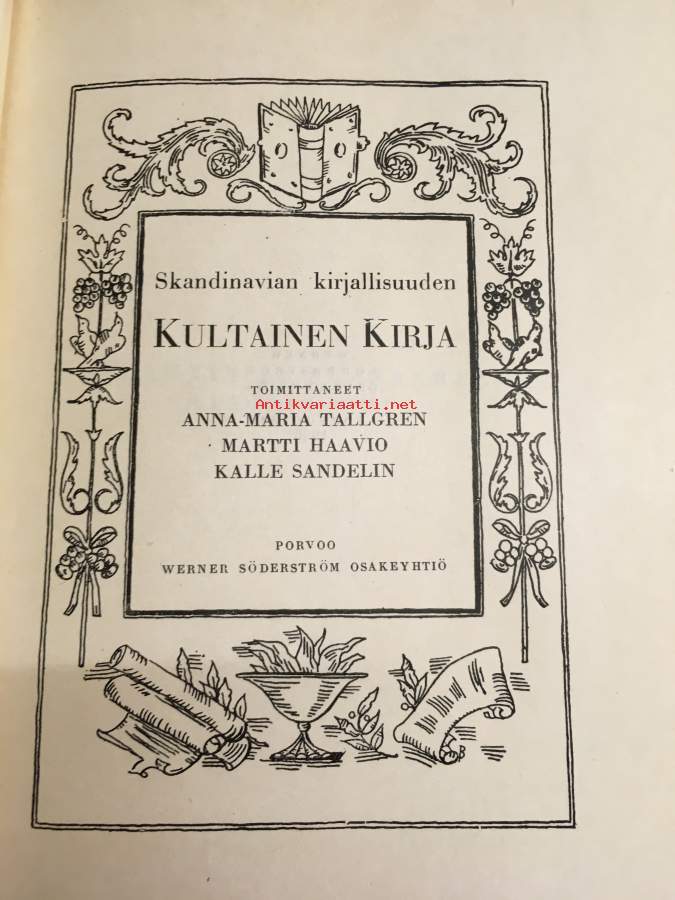 Skandinavian kirjallisuuden
KULTAINEN KIRJA
TOIMITTANEET
Antikvariaatti.net
ANNA-MARIA TALLGREN
MARTTI HAAVIO
KALLE SANDELIN
PORVOO
WERNER SÖDERSTRÖM OSAKEYHTIÖ